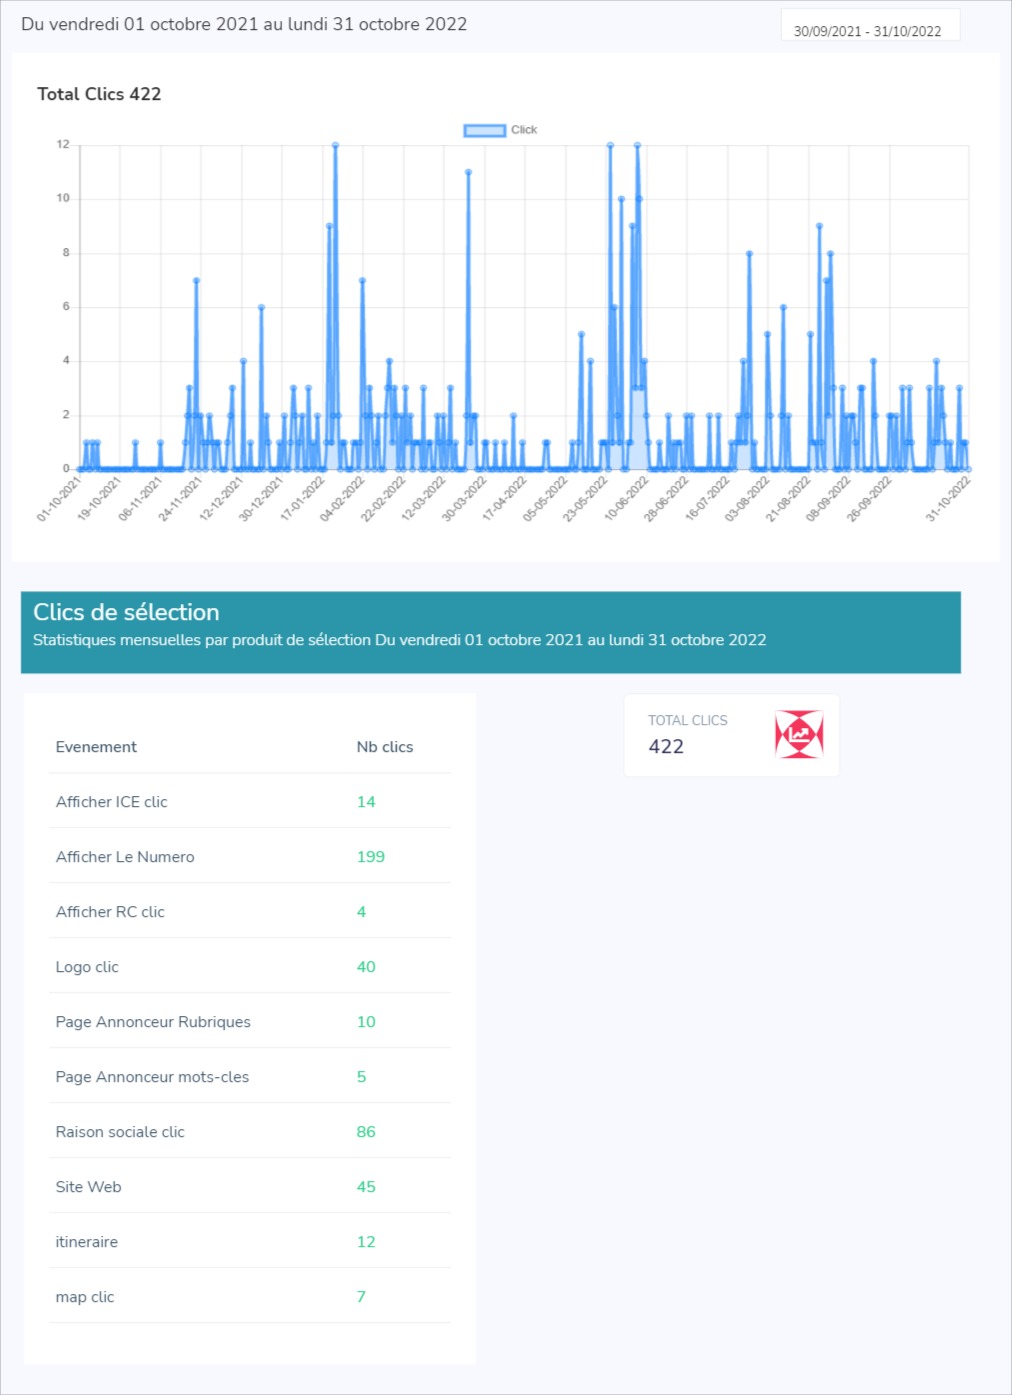 Du vendredi 01 octobre 2021 au lundi 31 octobre 2022
30/09/2021 - 31/10/2022
Total Clics 422
Click
12
10
8
6
4
2
0
01-10-2021
19-10-2021
06-11-2021
24-11-2021
12-12-2021
30-12-2021
17-01-2022
04-02-2022
22-02-2022
12-03-2022
30-03-2022
17-04-2022
05-05-2022
23-05-2022
10-06-2022
28-06-2022
16-07-2022
03-08-2022
21-08-2022
08-09-2022
26-09-2022
31-10-2022
Clics de sélection
Statistiques mensuelles par produit de sélection Du vendredi 01 octobre 2021 au lundi 31 octobre 2022
TOTAL CLICS
422
Evenement Nb clics
Afficher ICE clic 14
Afficher Le Numero 199
Afficher RC clic 4
Logo clic 40
Page Annonceur Rubriques 10
Page Annonceur mots-cles 5
Raison sociale clic 86
Site Web 45
itineraire 12
map clic 7